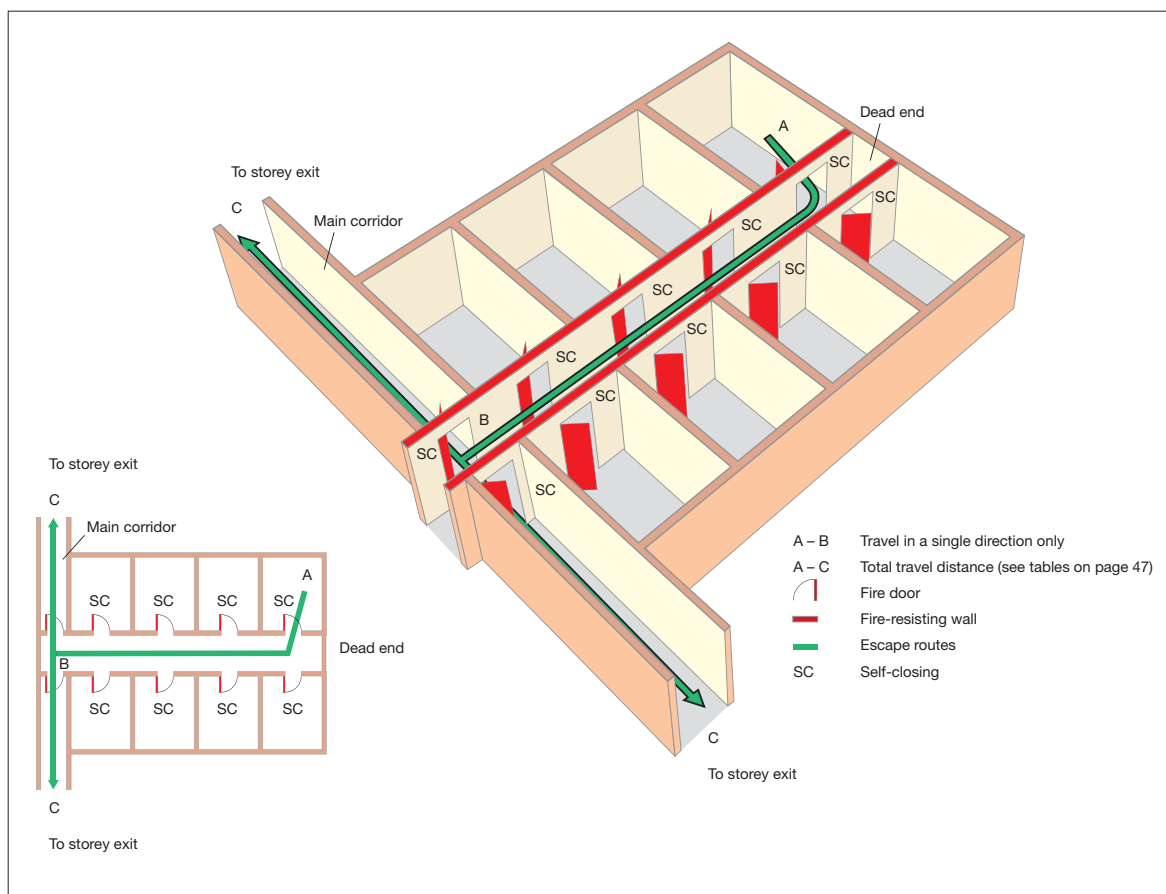 A
Dead end
SC
To storey exit
SC
C
Main corridor
SC
SC
SC
SC
SC
SC
B
SC
SC
To storey exit
C
Main corridor
A
SC
SC
SC
SC
Dead end
B
SC
SC
SC
SC
C
To storey exit
C
To storey exit
A – B Travel in a single direction only
A – C Total travel distance (see tables on page 47)
Fire door
Fire-resisting wall
Escape routes
SC Self-closing